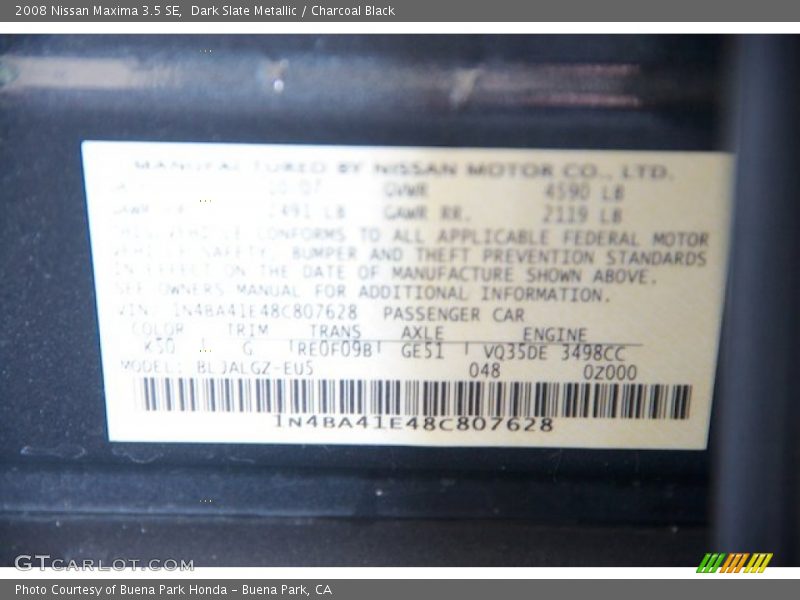 2008 Nissan Maxima 3.5 SE, Dark Slate Metallic / Charcoal Black
MANUFACTURED BY NISSAN MOTOR CO., LTD.
10/07 GVWR 4590 LB
2491 LB GAWR RR. 2119 LB
THIS VEHICLE CONFORMS TO ALL APPLICABLE FEDERAL MOTOR
VEHICLE SAFETY, BUMPER AND THEFT PREVENTION STANDARDS
IN EFFECT ON THE DATE OF MANUFACTURE SHOWN ABOVE.
SEE OWNERS MANUAL FOR ADDITIONAL INFORMATION.
VIN: 1N4BA41E48C807628 PASSENGER CAR
COLOR TRIM TRANS AXLE ENGINE
K50 G RE0F09B GE51 VQ35DE 3498CC
MODEL: BLJALGZ-EU5 048 0Z000
1N4BA41E48C807628
GTCARLOT.COM
Photo Courtesy of Buena Park Honda - Buena Park, CA